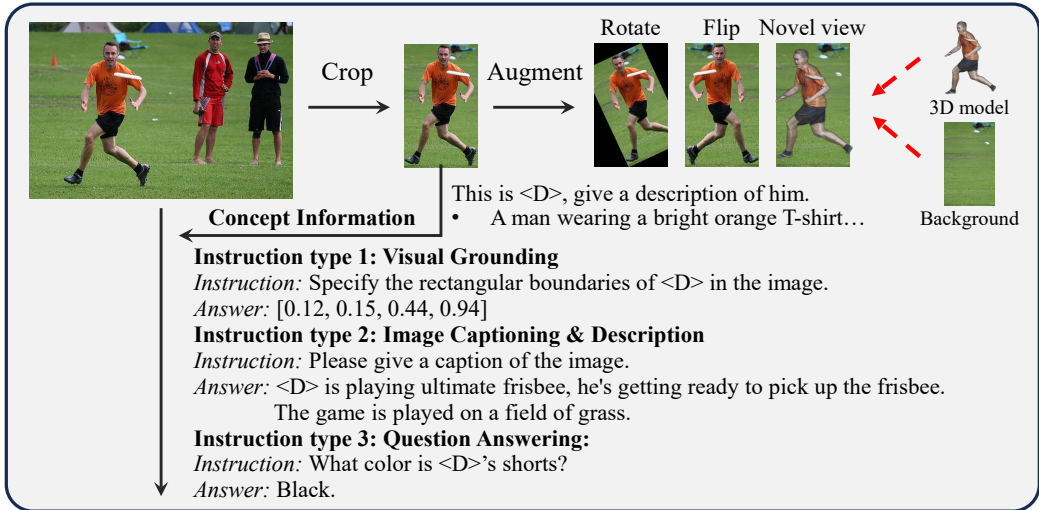 Rotate Flip Novel view
Crop
Augment
3D model
Background
This is <D>, give a description of him.
• A man wearing a bright orange T-shirt…
Concept Information
Instruction type 1: Visual Grounding
Instruction: Specify the rectangular boundaries of <D> in the image.
Answer: [0.12, 0.15, 0.44, 0.94]
Instruction type 2: Image Captioning & Description
Instruction: Please give a caption of the image.
Answer: <D> is playing ultimate frisbee, he's getting ready to pick up the frisbee.
The game is played on a field of grass.
Instruction type 3: Question Answering:
Instruction: What color is <D>’s shorts?
Answer: Black.